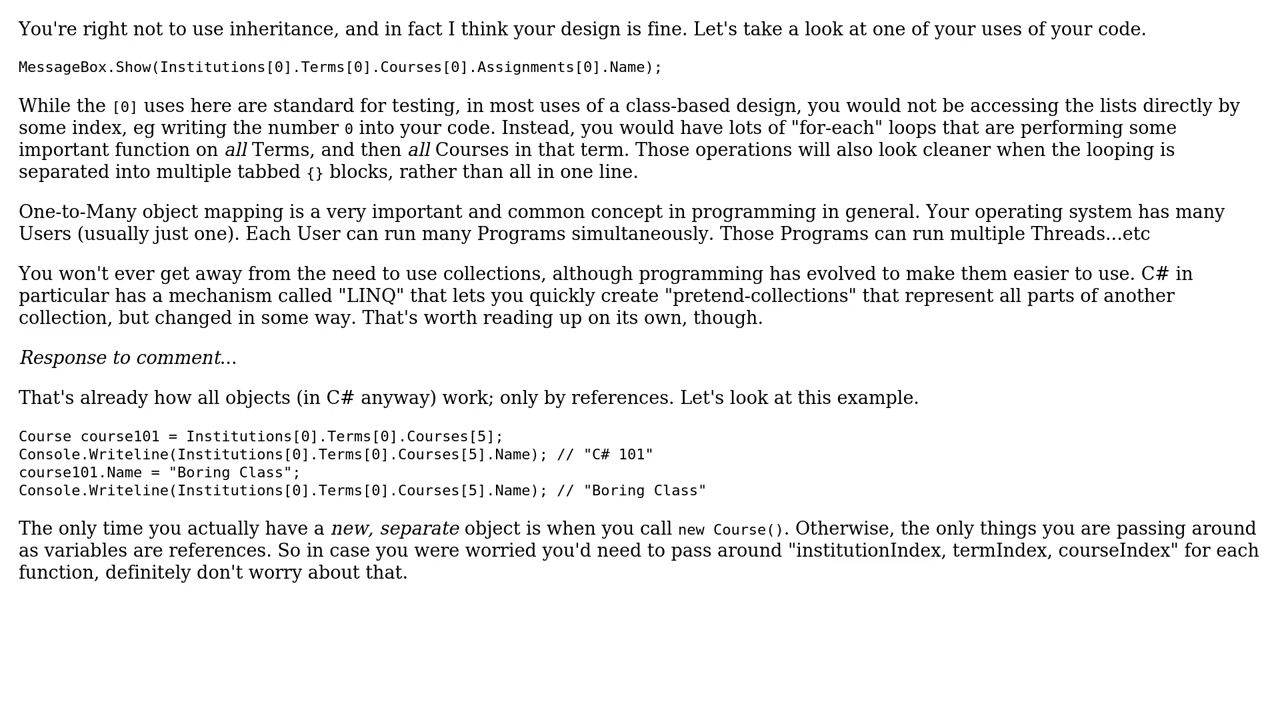 You're right not to use inheritance, and in fact I think your design is fine. Let's take a look at one of your uses of your code.
MessageBox.Show(Institutions[0].Terms[0].Courses[0].Assignments[0].Name);
While the [0] uses here are standard for testing, in most uses of a class-based design, you would not be accessing the lists directly by
some index, eg writing the number 0 into your code. Instead, you would have lots of "for-each" loops that are performing some
important function on all Terms, and then all Courses in that term. Those operations will also look cleaner when the looping is
separated into multiple tabbed {} blocks, rather than all in one line.
One-to-Many object mapping is a very important and common concept in programming in general. Your operating system has many
Users (usually just one). Each User can run many Programs simultaneously. Those Programs can run multiple Threads...etc
You won't ever get away from the need to use collections, although programming has evolved to make them easier to use. C# in
particular has a mechanism called "LINQ" that lets you quickly create "pretend-collections" that represent all parts of another
collection, but changed in some way. That's worth reading up on its own, though.
Response to comment...
That's already how all objects (in C# anyway) work; only by references. Let's look at this example.
Course course101 = Institutions[0].Terms[0].Courses[5];
Console.Writeline(Institutions[0].Terms[0].Courses[5].Name); // "C# 101"
course101.Name = "Boring Class";
Console.Writeline(Institutions[0].Terms[0].Courses[5].Name); // "Boring Class"
The only time you actually have a new, separate object is when you call new Course(). Otherwise, the only things you are passing around
as variables are references. So in case you were worried you'd need to pass around "institutionIndex, termIndex, courseIndex" for each
function, definitely don't worry about that.